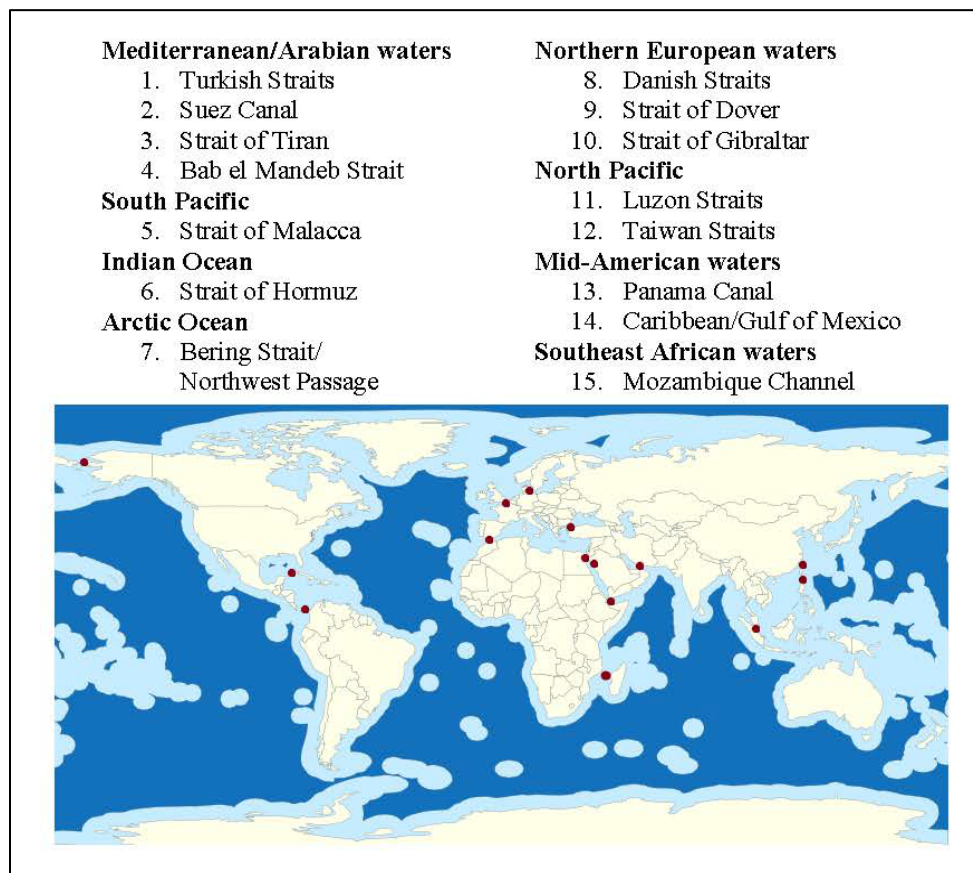 Mediterranean/Arabian waters
1. Turkish Straits
2. Suez Canal
3. Strait of Tiran
4. Bab el Mandeb Strait
South Pacific
5. Strait of Malacca
Indian Ocean
6. Strait of Hormuz
Arctic Ocean
7. Bering Strait/
Northwest Passage
Northern European waters
8. Danish Straits
9. Strait of Dover
10. Strait of Gibraltar
North Pacific
11. Luzon Straits
12. Taiwan Straits
Mid-American waters
13. Panama Canal
14. Caribbean/Gulf of Mexico
Southeast African waters
15. Mozambique Channel